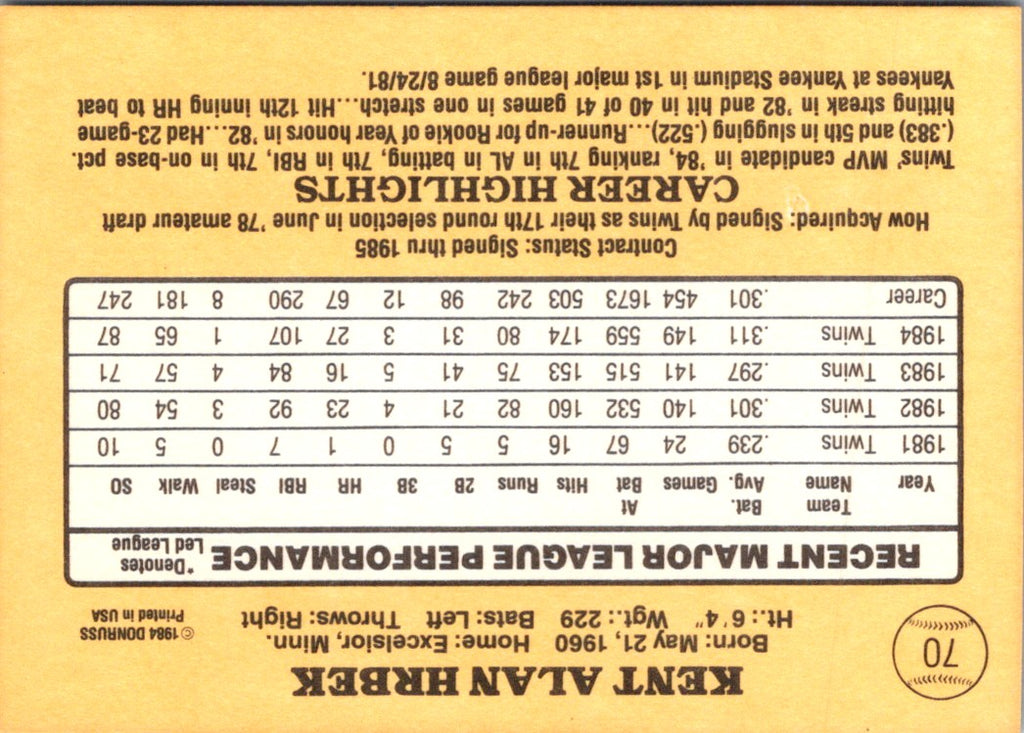 70
KENT ALAN HRBEK
Born: May 21, 1960 Home: Excelsior, Minn.
Ht.: 6'4" Wgt.: 229 Bats: Left Throws: Right
©1984 DONRUSS
Printed in USA
RECENT MAJOR LEAGUE PERFORMANCE *Denotes Led League
Year Team Name Bat. Avg. Games At Bat Hits Runs 2B 3B HR RBI Steal Walk SO
1981 Twins .239 24 67 16 5 5 0 1 7 0 5 10
1982 Twins .301 140 532 160 82 21 4 23 92 3 54 80
1983 Twins .297 141 515 153 75 41 5 16 84 4 57 71
1984 Twins .311 149 559 174 80 31 3 27 107 1 65 87
Career .301 454 1673 503 242 98 12 67 290 8 181 247
Contract Status: Signed thru 1985
How Acquired: Signed by Twins as their 17th round selection in June '78 amateur draft
CAREER HIGHLIGHTS
Twins' MVP candidate in '84, ranking 7th in AL in batting, 7th in RBI, 7th in on-base pct.
(.383) and 5th in slugging (.522)...Runner-up for Rookie of Year honors in '82...Had 23-game
hitting streak in '82 and hit in 40 of 41 games in one stretch...Hit 12th inning HR to beat
Yankees at Yankee Stadium in 1st major league game 8/24/81.